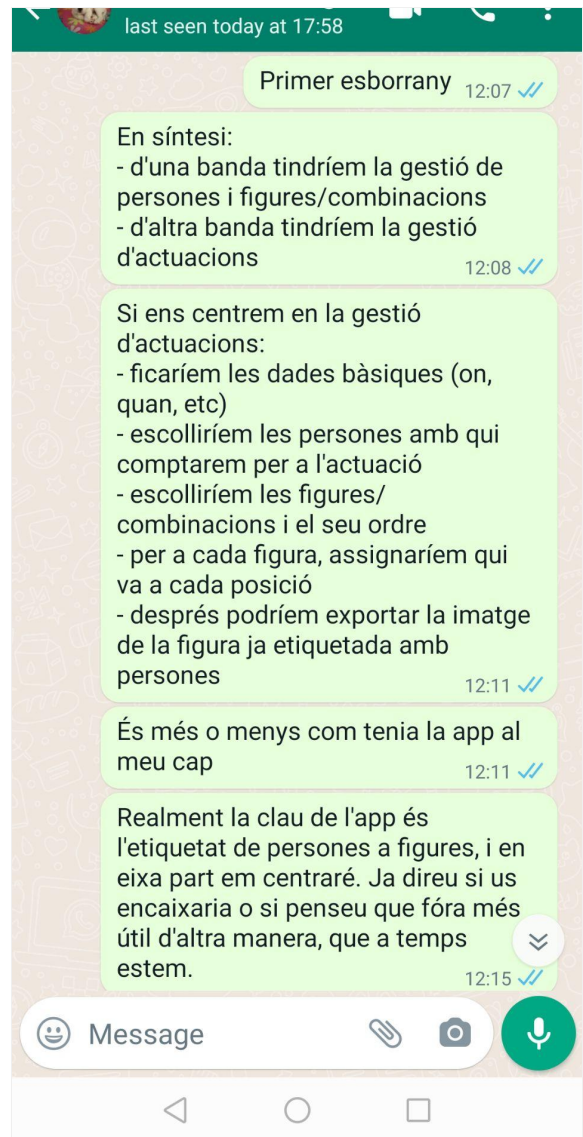 last seen today at 17:58
Primer esborrany 12:07
En síntesi:
- d'una banda tindríem la gestió de
persones i figures/combinacions
- d'altra banda tindríem la gestió
d'actuacions
12:08
Si ens centrem en la gestió
d'actuacions:
- ficaríem les dades bàsiques (on,
quan, etc)
- escolliríem les persones amb qui
comptarem per a l'actuació
- escolliríem les figures/
combinacions i el seu ordre
- per a cada figura, assignaríem qui
va a cada posició
- després podríem exportar la imatge
de la figura ja etiquetada amb
persones
12:11
És més o menys com tenia la app al
meu cap
12:11
Realment la clau de l'app és
l'etiquetat de persones a figures, i en
eixa part em centraré. Ja direu si us
encaixaria o si penseu que fóra més
útil d'altra manera, que a temps
estem.
12:15
Message